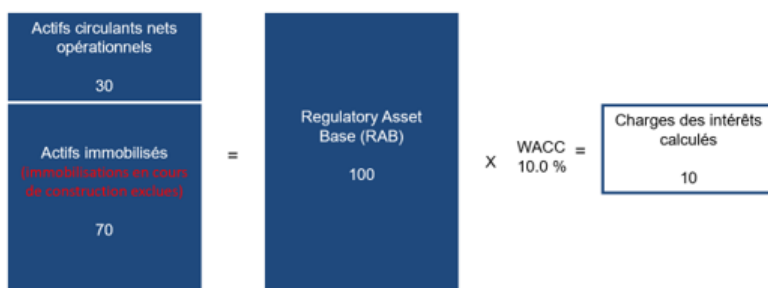 Actifs circulants nets
opérationnels
30
Actifs immobilisés
(immobilisations en cours
de construction exclues)
70
=
Regulatory Asset
Base (RAB)
100
X
WACC
10.0 %
=
Charges des intérêts
calculés
10